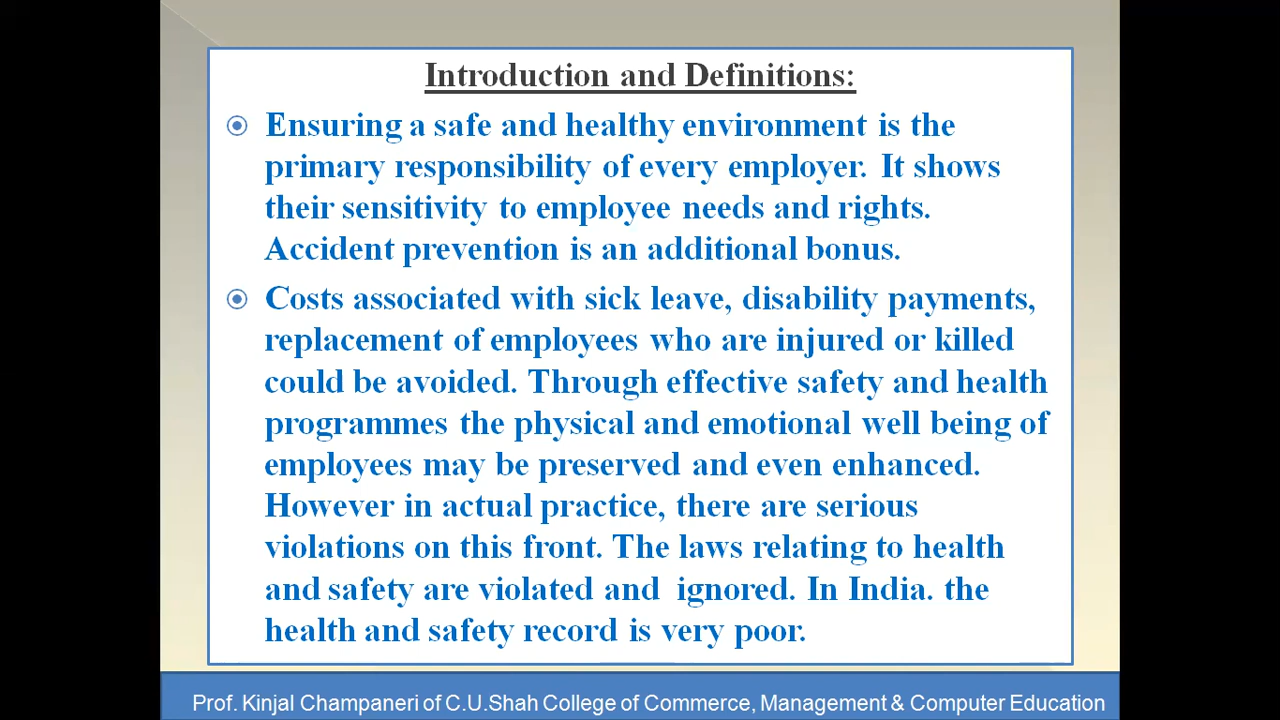 Introduction and Definitions:
Ensuring a safe and healthy environment is the
primary responsibility of every employer. It shows
their sensitivity to employee needs and rights.
Accident prevention is an additional bonus.
Costs associated with sick leave, disability payments,
replacement of employees who are injured or killed
could be avoided. Through effective safety and health
programmes the physical and emotional well being of
employees may be preserved and even enhanced.
However in actual practice, there are serious
violations on this front. The laws relating to health
and safety are violated and  ignored. In India. the
health and safety record is very poor.
Prof. Kinjal Champaneri of C.U.Shah College of Commerce, Management & Computer Education